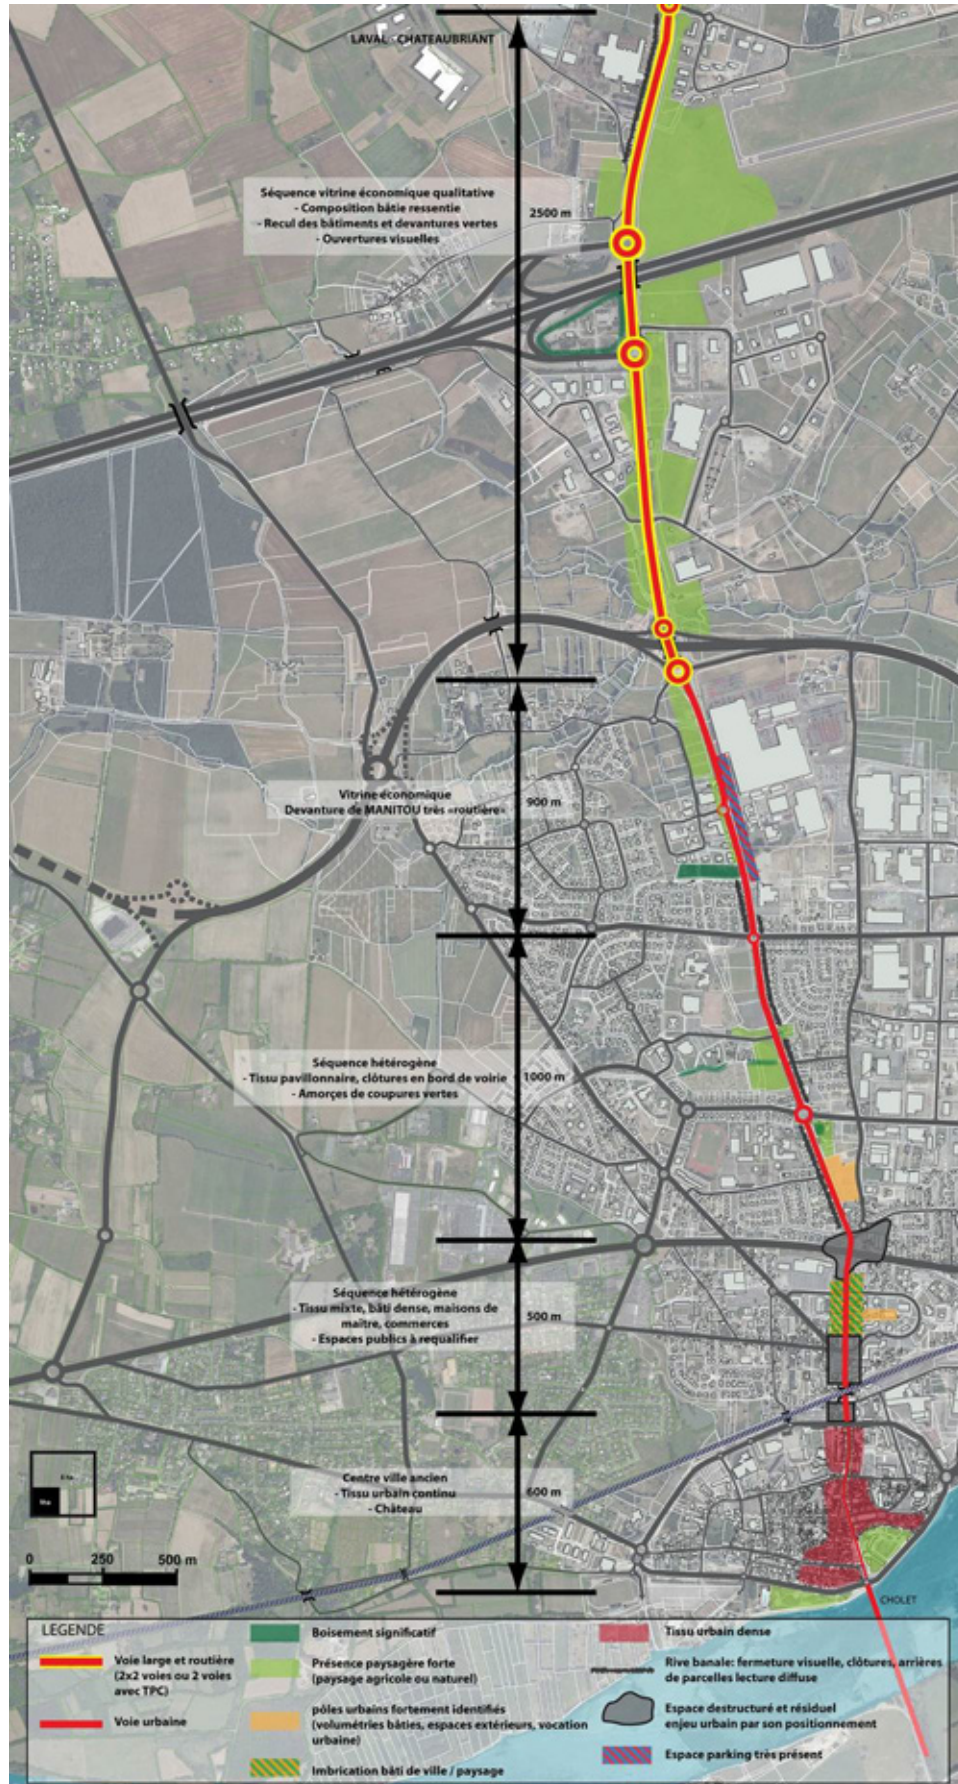 LAVAL - CHATEAUBRIANT
Séquence vitrine économique qualitative
- Composition bâtie ressentie
- Recul des bâtiments et devantures vertes
- Ouvertures visuelles
2500 m
Vitrine économique
Devanture de MANITOU très «routière»
900 m
Séquence hétérogène
- Tissu pavillonnaire, clôtures en bord de voirie
- Amorçes de coupures vertes
1000 m
Séquence hétérogène
- Tissu mixte, bâti dense, maisons de
maître, commerces
- Espaces publics à requalifier
500 m
Centre ville ancien
- Tissu urbain continu
- Château
600 m
0 250 500 m
CHOLET
LEGENDE
Voie large et routière
(2x2 voies ou 2 voies
avec TPC)
Voie urbaine
Boisement significatif
Présence paysagère forte
(paysage agricole ou naturel)
pôles urbains fortement identifiés
(volumétries bâties, espaces extérieurs, vocation
urbaine)
Imbrication bâti de ville / paysage
Tissu urbain dense
Rive banale: fermeture visuelle, clôtures, arrières
de parcelles lecture diffuse
Espace destructuré et résiduel
enjeu urbain par son positionnement
Espace parking très présent